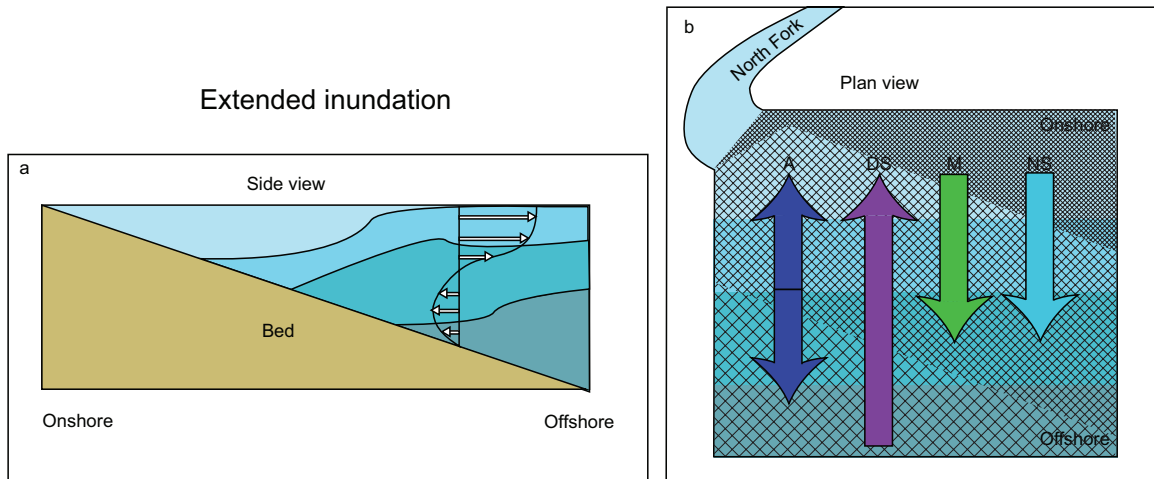 Extended inundation
a
Side view
Bed
Onshore
Offshore
b
North Fork
Plan view
Onshore
A
DS
M
NS
Offshore